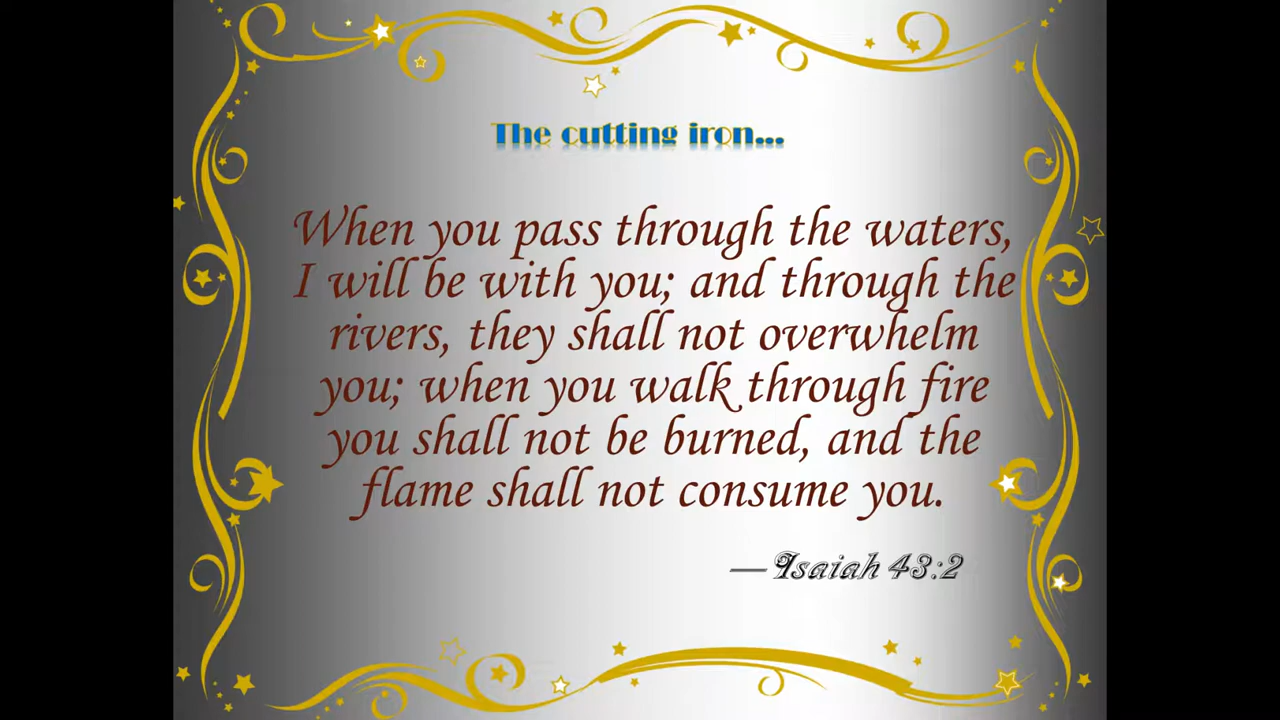 The cutting iron...
When you pass through the waters,
I will be with you; and through the
rivers, they shall not overwhelm
you; when you walk through fire
you shall not be burned, and the
flame shall not consume you.
—Isaiah 43:2